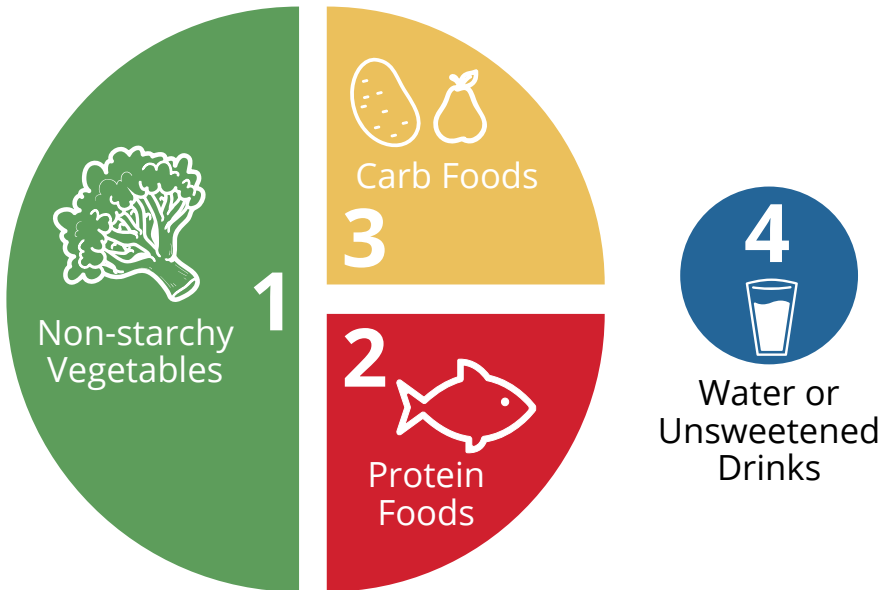 1
Non-starchy
Vegetables
2
Protein
Foods
Carb Foods
3
4
Water or
Unsweetened
Drinks